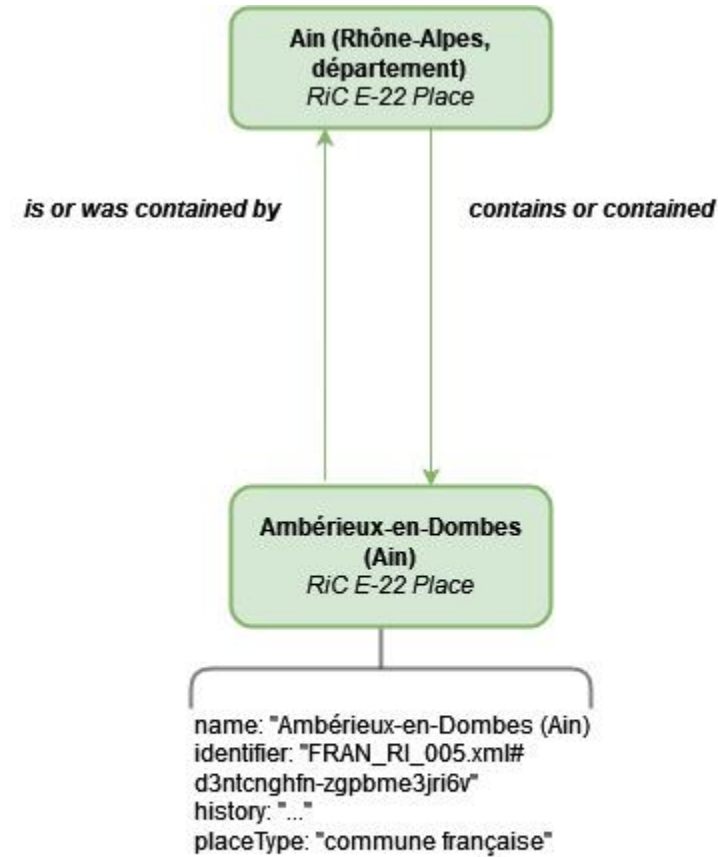 Ain (Rhône-Alpes,
département)
RiC E-22 Place
is or was contained by
contains or contained
Ambérieux-en-Dombes
(Ain)
RiC E-22 Place
name: "Ambérieux-en-Dombes (Ain)
identifier: "FRAN_RI_005.xml#
d3ntcnghfn-zgpbme3jri6v"
history: "..."
placeType: "commune française"